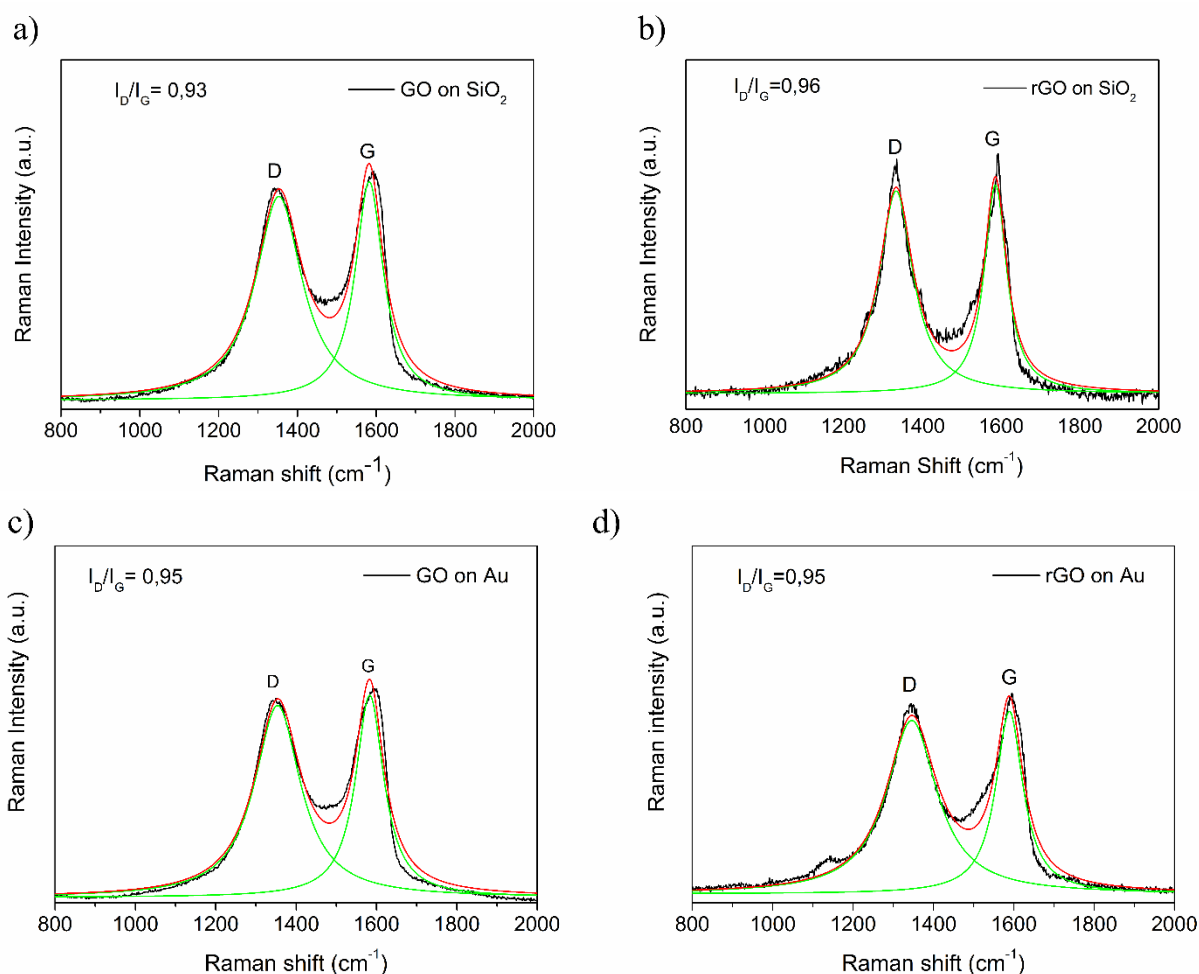 a)
I_D/I_G= 0,93
GO on SiO₂
D
G
Raman Intensity (a.u.)
800 1000 1200 1400 1600 1800 2000
Raman shift (cm⁻¹)
b)
I_D/I_G= 0,96
rGO on SiO₂
D
G
Raman Intensity (a.u.)
800 1000 1200 1400 1600 1800 2000
Raman Shift (cm⁻¹)
c)
I_D/I_G= 0,95
GO on Au
D
G
Raman Intensity (a.u.)
800 1000 1200 1400 1600 1800 2000
Raman shift (cm⁻¹)
d)
I_D/I_G=0,95
rGO on Au
D
G
Raman intensity (a.u.)
800 1000 1200 1400 1600 1800 2000
Raman shift (cm⁻¹)